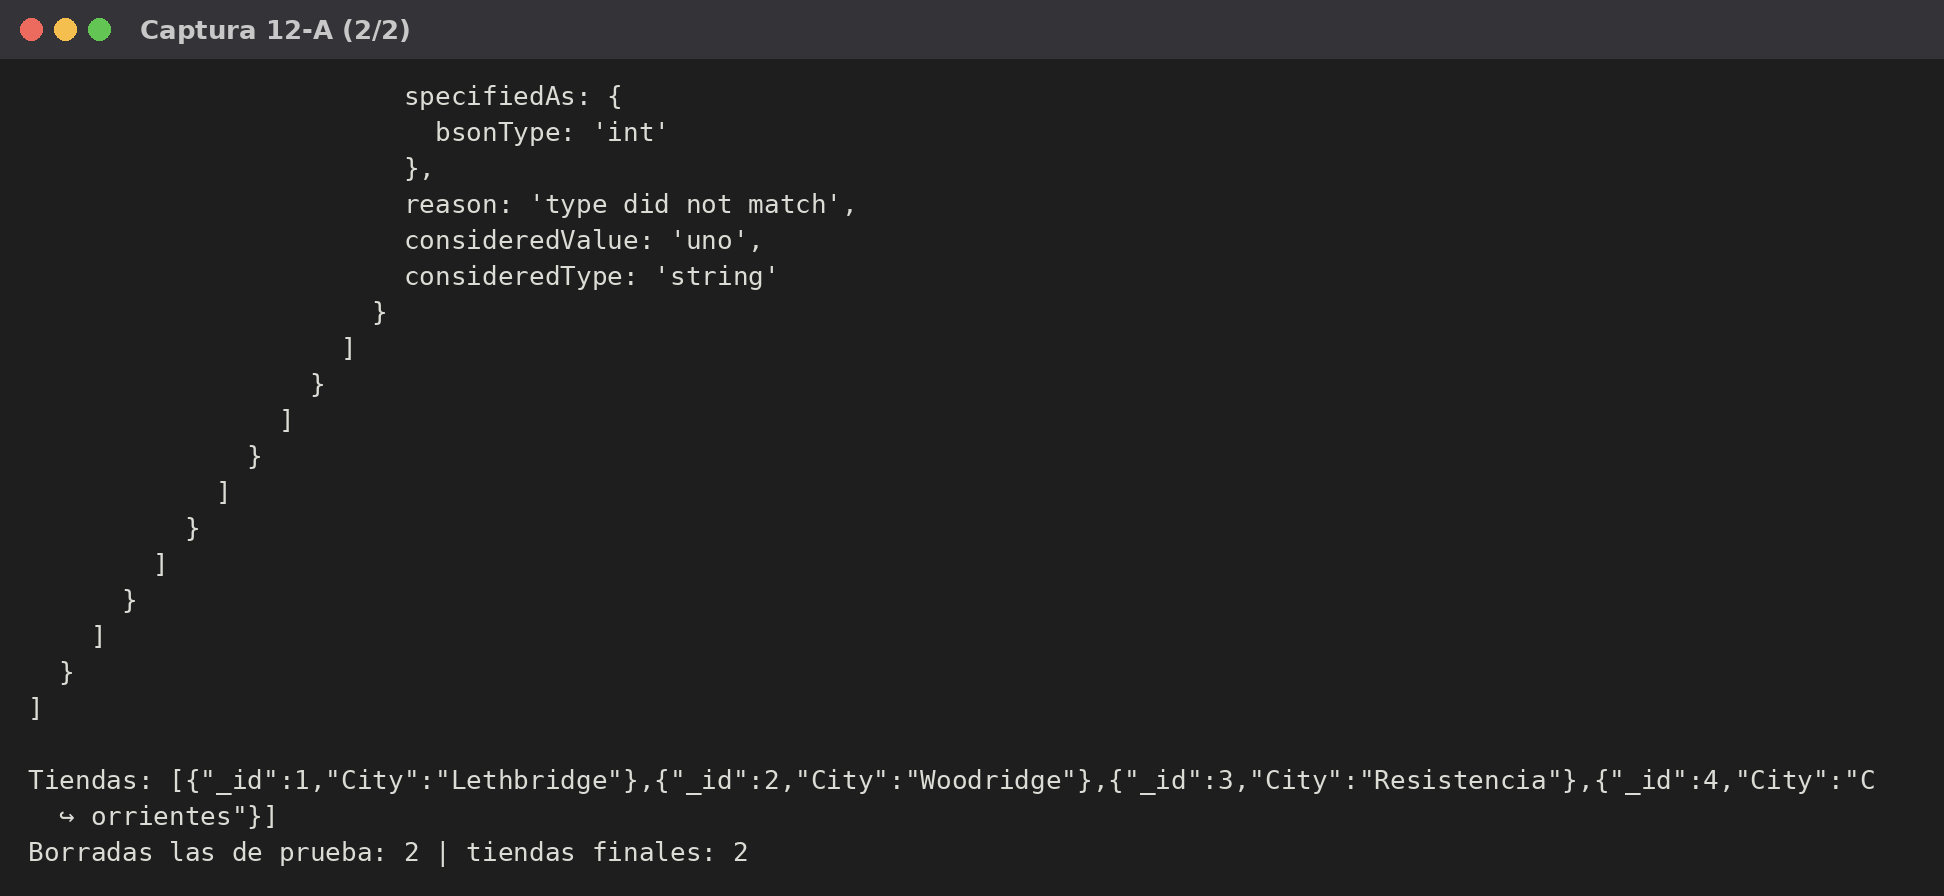 Captura 12-A (2/2)
specifiedAs: {
bsonType: 'int'
},
reason: 'type did not match',
consideredValue: 'uno',
consideredType: 'string'
}
]
}
]
}
]
}
]
}
]
}
]
Tiendas: [{"_id":1,"City":"Lethbridge"},{"_id":2,"City":"Woodridge"},{"_id":3,"City":"Resistencia"},{"_id":4,"City":"C
↪ orrientes"}]
Borradas las de prueba: 2 | tiendas finales: 2